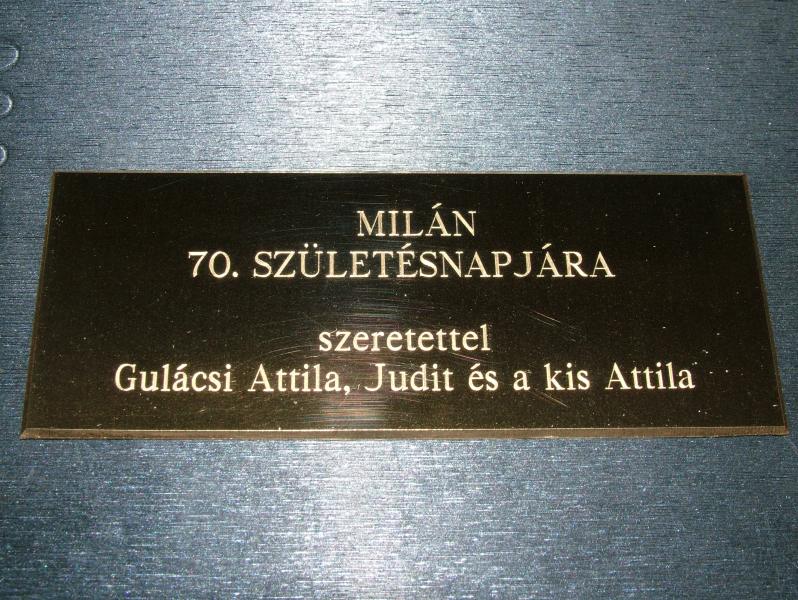 MILÁN
70. SZÜLETÉSNAPJÁRA
szeretettel
Gulácsi Attila, Judit és a kis Attila